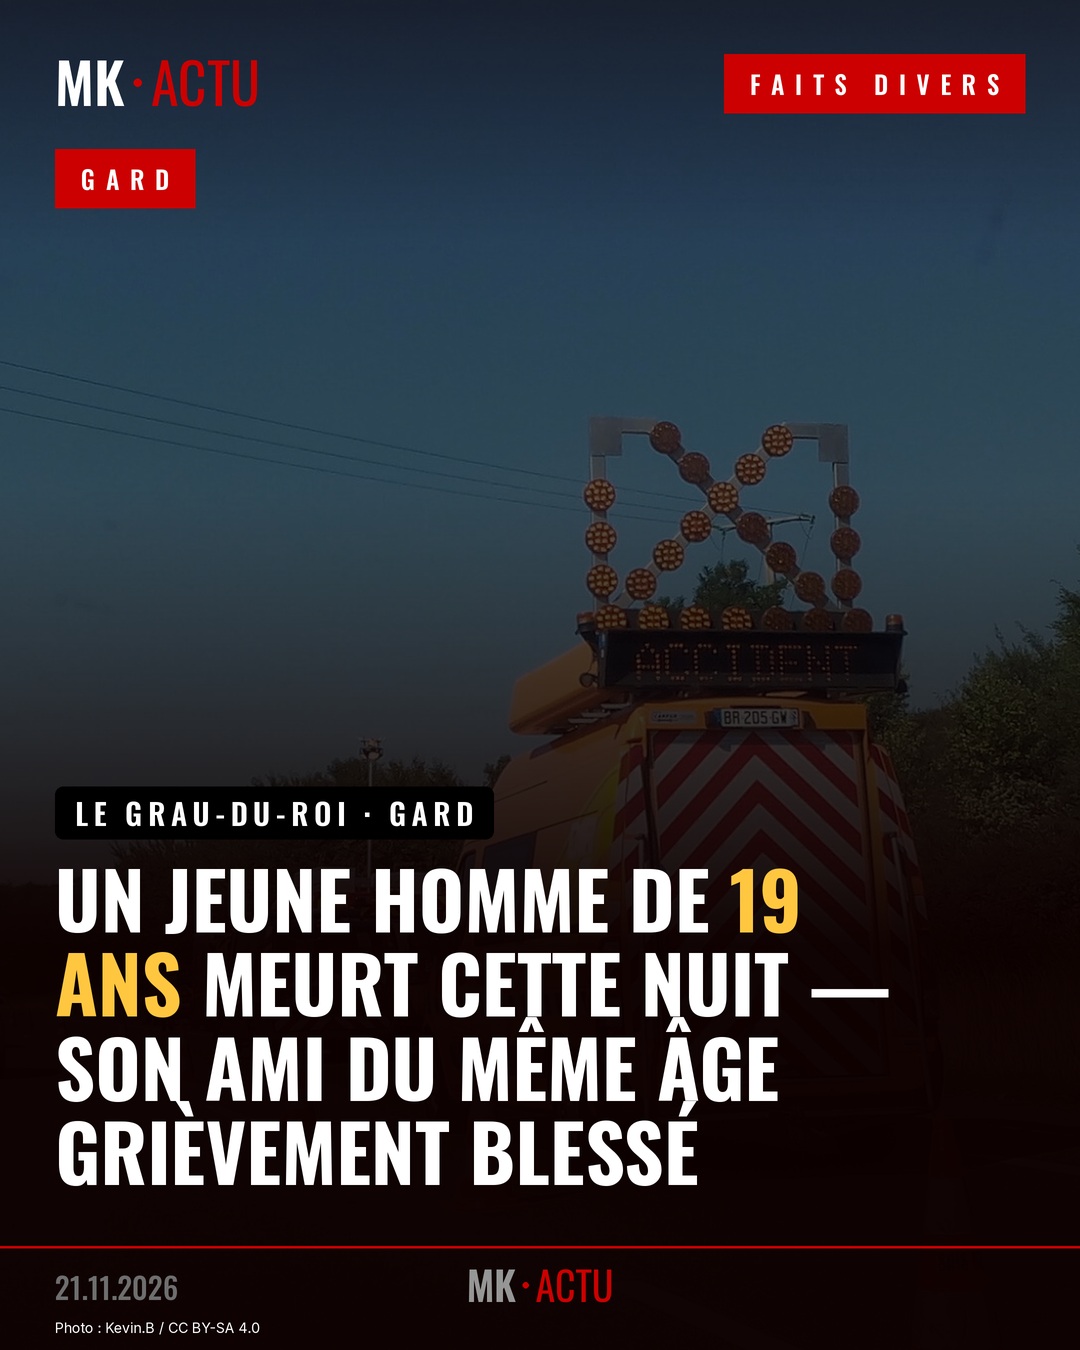 MK·ACTU
FAITS DIVERS
GARD
ACCIDENT
BR 205 GW
LE GRAU-DU-ROI · GARD
UN JEUNE HOMME DE 19
ANS MEURT CETTE NUIT —
SON AMI DU MÊME ÂGE
GRIÈVEMENT BLESSÉ
21.11.2026
MK·ACTU
Photo : Kevin.B / CC BY-SA 4.0